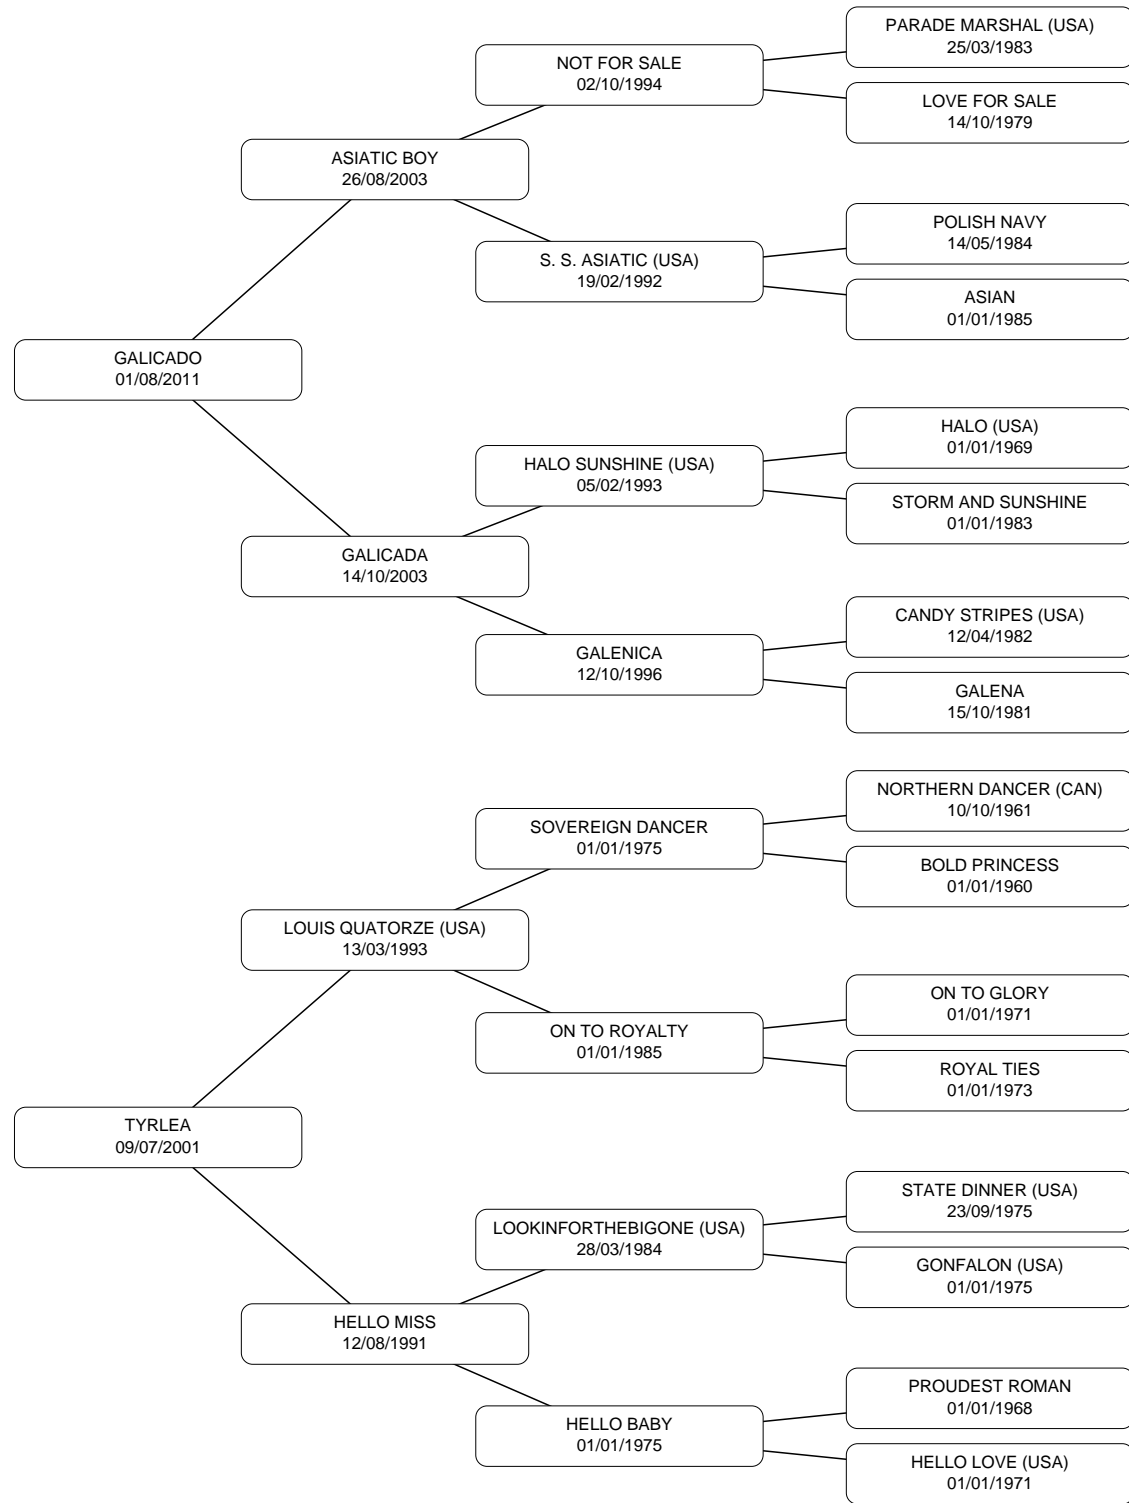 PARADE MARSHAL (USA)
25/03/1983
NOT FOR SALE
02/10/1994
LOVE FOR SALE
14/10/1979
ASIATIC BOY
26/08/2003
POLISH NAVY
14/05/1984
S. S. ASIATIC (USA)
19/02/1992
ASIAN
01/01/1985
GALICADO
01/08/2011
HALO (USA)
01/01/1969
HALO SUNSHINE (USA)
05/02/1993
STORM AND SUNSHINE
01/01/1983
GALICADA
14/10/2003
CANDY STRIPES (USA)
12/04/1982
GALENICA
12/10/1996
GALENA
15/10/1981
NORTHERN DANCER (CAN)
10/10/1961
SOVEREIGN DANCER
01/01/1975
BOLD PRINCESS
01/01/1960
LOUIS QUATORZE (USA)
13/03/1993
ON TO GLORY
01/01/1971
ON TO ROYALTY
01/01/1985
ROYAL TIES
01/01/1973
TYRLEA
09/07/2001
STATE DINNER (USA)
23/09/1975
LOOKINFORTHEBIGONE (USA)
28/03/1984
GONFALON (USA)
01/01/1975
HELLO MISS
12/08/1991
PROUDEST ROMAN
01/01/1968
HELLO BABY
01/01/1975
HELLO LOVE (USA)
01/01/1971